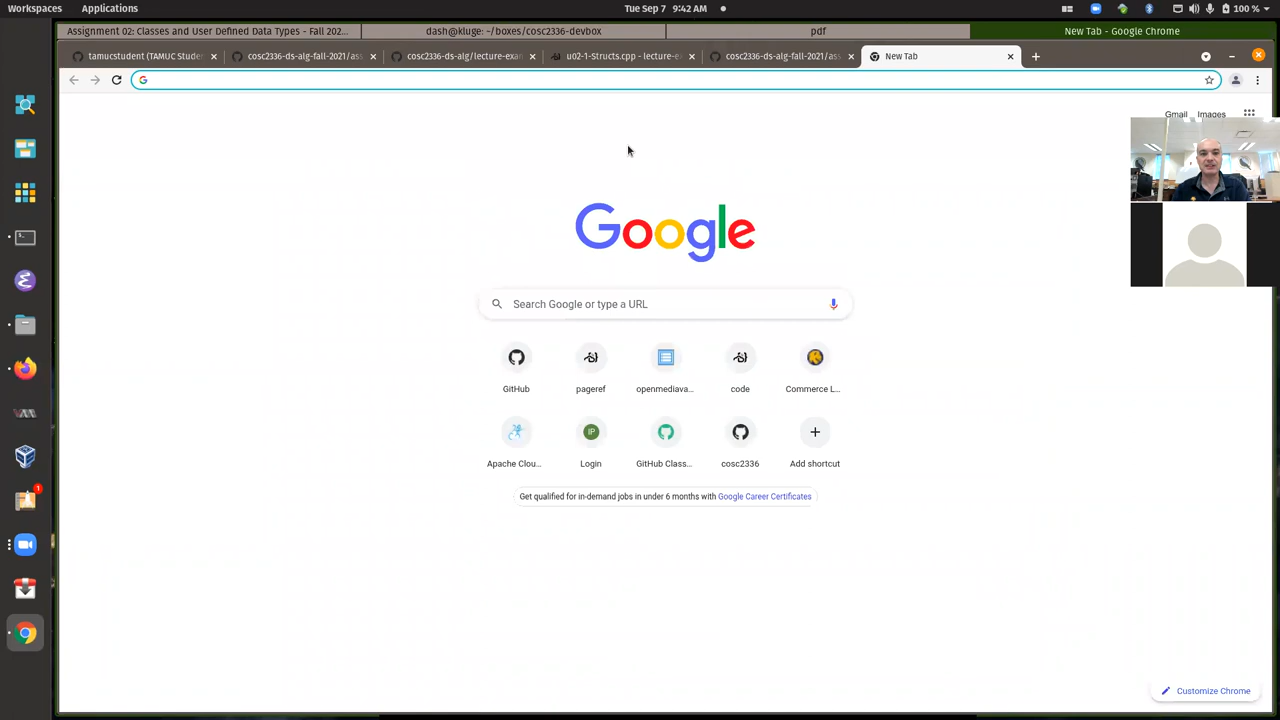 Workspaces Applications Tue Sep 7 9:42 AM 100 %
Assignment 02: Classes and User Defined Data Types - Fall 202... dash@kluge: ~/boxes/cosc2336-devbox pdf New Tab - Google Chrome
tamucstudent (TAMUC Stude cosc2336-ds-alg-fall-2021/ass cosc2336-ds-alg/lecture-exa u02-1-Structs.cpp - lecture-e cosc2336-ds-alg-fall-2021/ass New Tab
Gmail Images
Google
Search Google or type a URL
GitHub pageref openmediava... code Commerce L...
IP
Apache Clou... Login GitHub Class... cosc2336 Add shortcut
Get qualified for in-demand jobs in under 6 months with Google Career Certificates
1
Customize Chrome